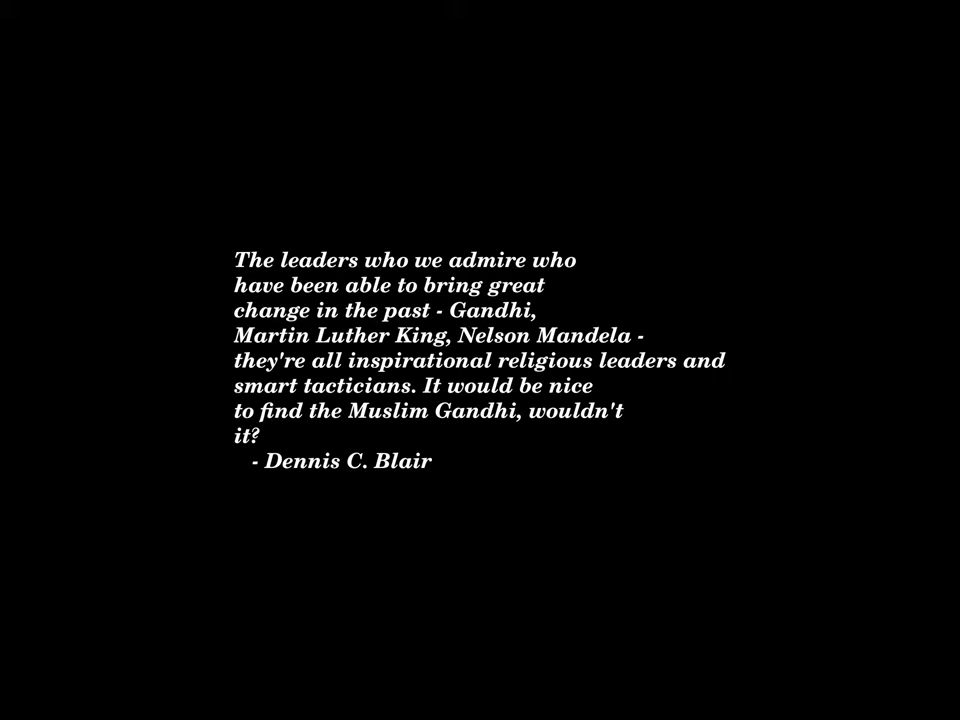 The leaders who we admire who
have been able to bring great
change in the past - Gandhi,
Martin Luther King, Nelson Mandela -
they're all inspirational religious leaders and
smart tacticians. It would be nice
to find the Muslim Gandhi, wouldn't
it?
- Dennis C. Blair